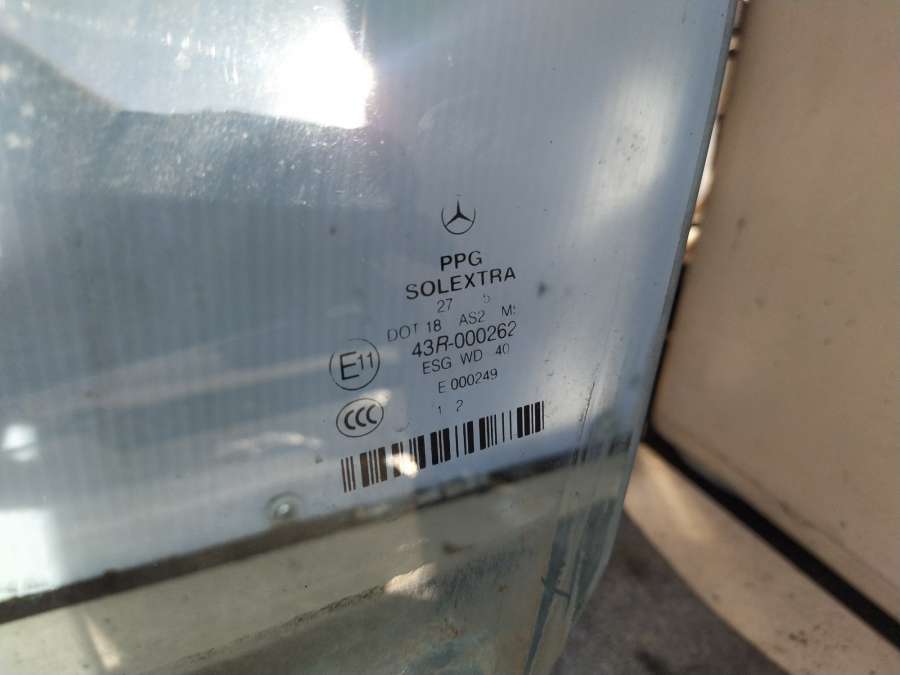 PPG
SOLEXTRA
27 5
DOT 18 AS2
43R-000262
E11 ESG WD 40
E 000249
CCC 1 2